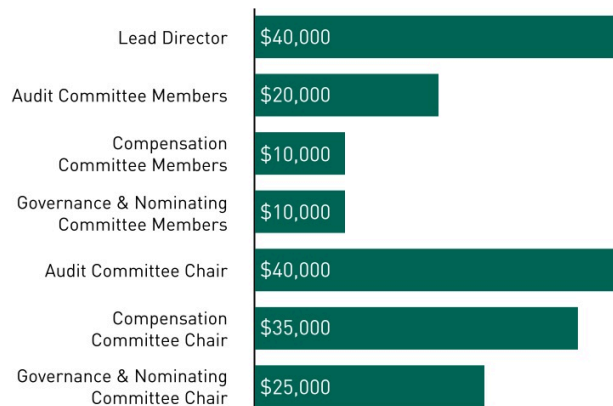 Lead Director $40,000
Audit Committee Members $20,000
Compensation
Committee Members $10,000
Governance & Nominating
Committee Members $10,000
Audit Committee Chair $40,000
Compensation
Committee Chair $35,000
Governance & Nominating
Committee Chair $25,000